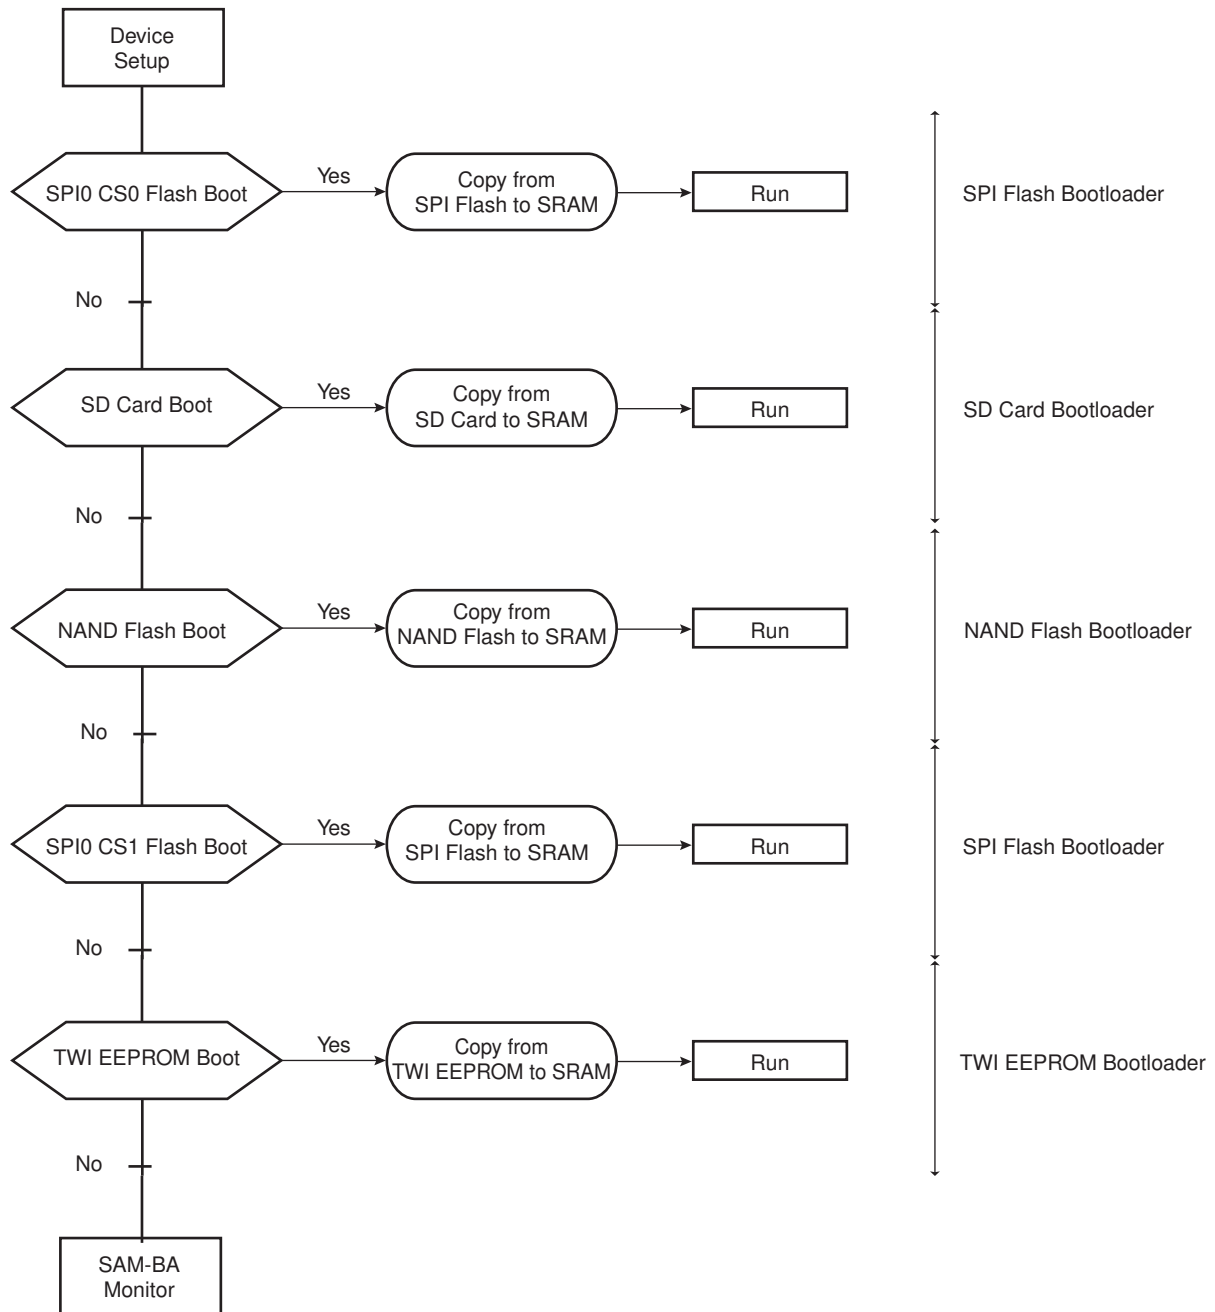 Device
Setup
SPI0 CS0 Flash Boot
Yes
Copy from
SPI Flash to SRAM
Run
SPI Flash Bootloader
No
SD Card Boot
Yes
Copy from
SD Card to SRAM
Run
SD Card Bootloader
No
NAND Flash Boot
Yes
Copy from
NAND Flash to SRAM
Run
NAND Flash Bootloader
No
SPI0 CS1 Flash Boot
Yes
Copy from
SPI Flash to SRAM
Run
SPI Flash Bootloader
No
TWI EEPROM Boot
Yes
Copy from
TWI EEPROM to SRAM
Run
TWI EEPROM Bootloader
No
SAM-BA
Monitor